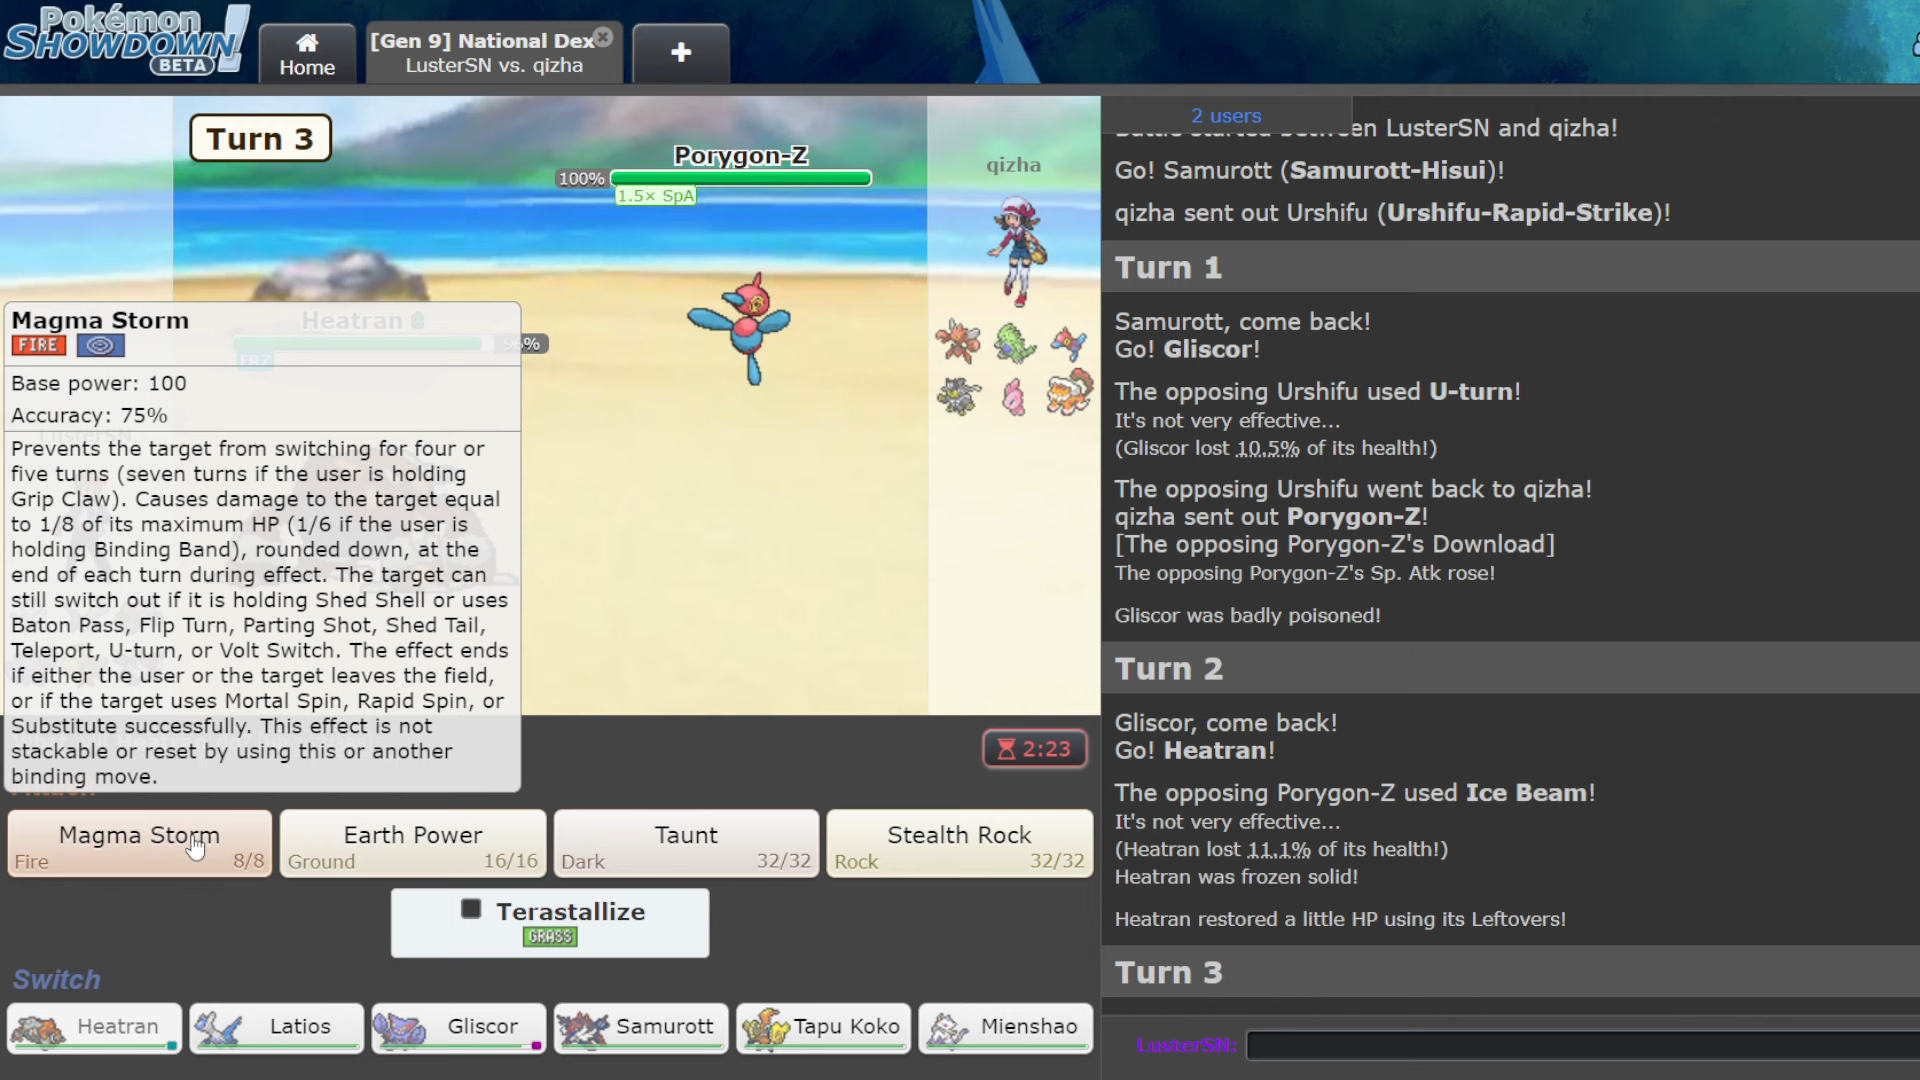 Pokémon
SHOWDOWN!
BETA
Home
[Gen 9] National Dex
LusterSN vs. qizha
+
Turn 3
Porygon-Z
100%
1.5× SpA
qizha
Heatran
96%
FRZ
LusterSN
Magma Storm
FIRE
Base power: 100
Accuracy: 75%
Prevents the target from switching for four or
five turns (seven turns if the user is holding
Grip Claw). Causes damage to the target equal
to 1/8 of its maximum HP (1/6 if the user is
holding Binding Band), rounded down, at the
end of each turn during effect. The target can
still switch out if it is holding Shed Shell or uses
Baton Pass, Flip Turn, Parting Shot, Shed Tail,
Teleport, U-turn, or Volt Switch. The effect ends
if either the user or the target leaves the field,
or if the target uses Mortal Spin, Rapid Spin, or
Substitute successfully. This effect is not
stackable or reset by using this or another
binding move.
2:23
Magma Storm
Fire 8/8
Earth Power
Ground 16/16
Taunt
Dark 32/32
Stealth Rock
Rock 32/32
Terastallize
GRASS
Switch
Heatran
Latios
Gliscor
Samurott
Tapu Koko
Mienshao
2 users
Battle started between LusterSN and qizha!
Go! Samurott (Samurott-Hisui)!
qizha sent out Urshifu (Urshifu-Rapid-Strike)!
Turn 1
Samurott, come back!
Go! Gliscor!
The opposing Urshifu used U-turn!
It's not very effective...
(Gliscor lost 10.5% of its health!)
The opposing Urshifu went back to qizha!
qizha sent out Porygon-Z!
[The opposing Porygon-Z's Download]
The opposing Porygon-Z's Sp. Atk rose!
Gliscor was badly poisoned!
Turn 2
Gliscor, come back!
Go! Heatran!
The opposing Porygon-Z used Ice Beam!
It's not very effective...
(Heatran lost 11.1% of its health!)
Heatran was frozen solid!
Heatran restored a little HP using its Leftovers!
Turn 3
LusterSN: